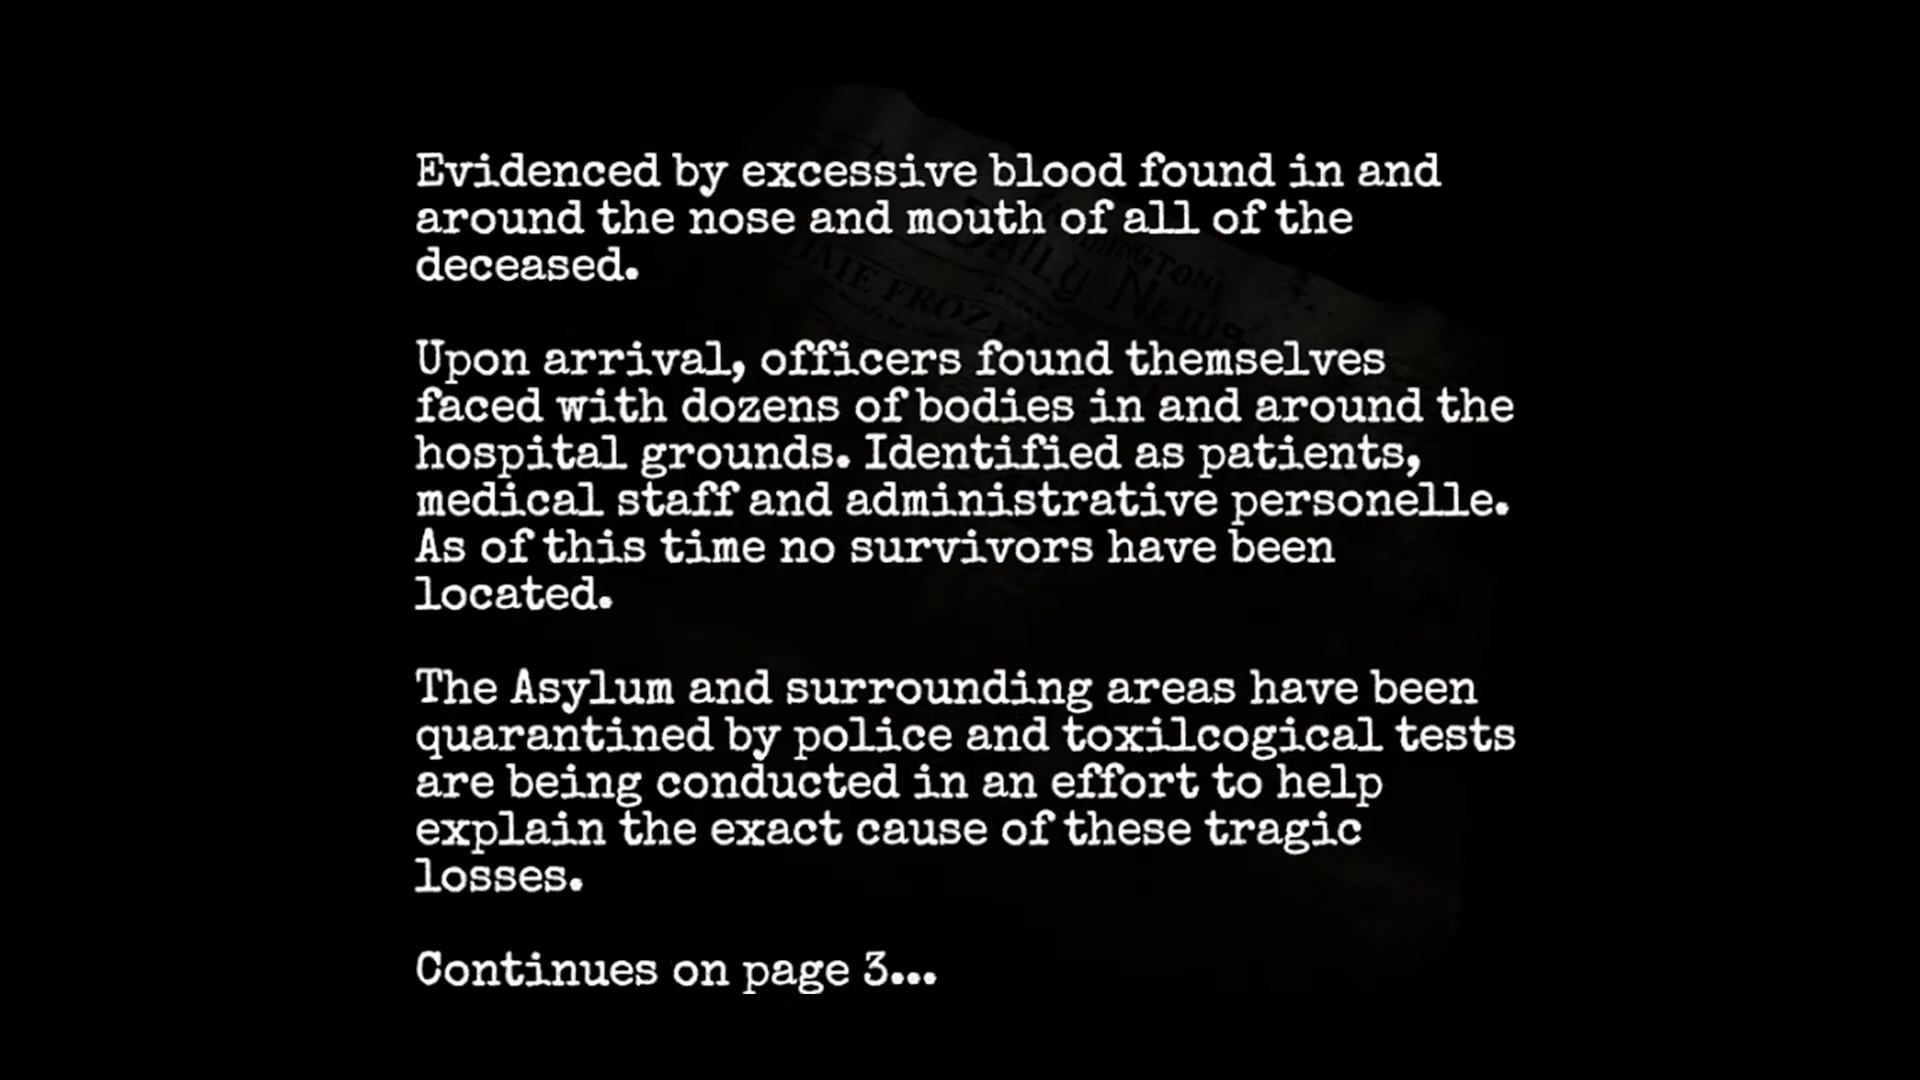 Evidenced by excessive blood found in and
around the nose and mouth of all of the
deceased.
Upon arrival, officers found themselves
faced with dozens of bodies in and around the
hospital grounds. Identified as patients,
medical staff and administrative personelle.
As of this time no survivors have been
located.
The Asylum and surrounding areas have been
quarantined by police and toxilcogical tests
are being conducted in an effort to help
explain the exact cause of these tragic
losses.
Continues on page 3...
Daily News